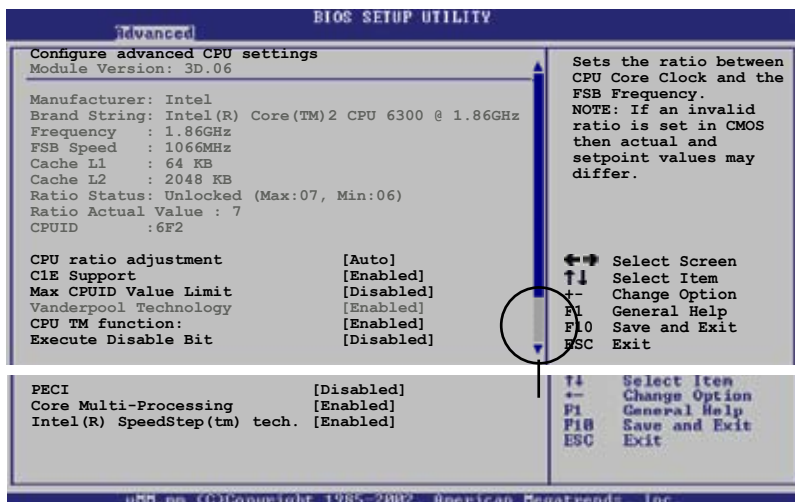 BIOS SETUP UTILITY
Advanced
Configure advanced CPU settings
Module Version: 3D.06
Manufacturer: Intel
Brand String: Intel(R) Core(TM)2 CPU 6300 @ 1.86GHz
Frequency : 1.86GHz
FSB Speed : 1066MHz
Cache L1 : 64 KB
Cache L2 : 2048 KB
Ratio Status: Unlocked (Max:07, Min:06)
Ratio Actual Value : 7
CPUID :6F2
CPU ratio adjustment [Auto]
C1E Support [Enabled]
Max CPUID Value Limit [Disabled]
Vanderpool Technology [Enabled]
CPU TM function: [Enabled]
Execute Disable Bit [Disabled]
Sets the ratio between
CPU Core Clock and the
FSB Frequency.
NOTE: If an invalid
ratio is set in CMOS
then actual and
setpoint values may
differ.
Select Screen
Select Item
+- Change Option
F1 General Help
F10 Save and Exit
ESC Exit
PECI [Disabled]
Core Multi-Processing [Enabled]
Intel(R) SpeedStep(tm) tech. [Enabled]
↑↓ Select Item
+- Change Option
F1 General Help
F10 Save and Exit
ESC Exit
(C)Copyright 1985-2002, American Megatrends, Inc